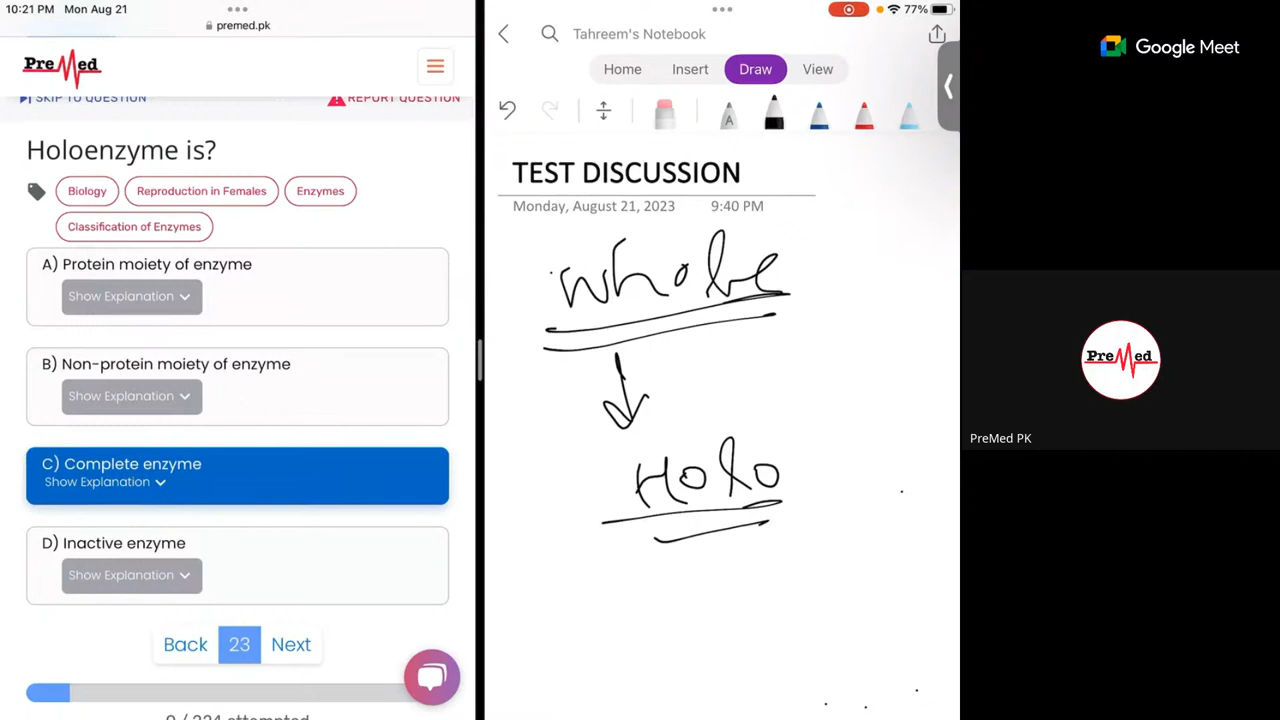 10:21 PM Mon Aug 21
premed.pk
77%
Google Meet
PreMed
SKIP TO QUESTION
REPORT QUESTION
Holoenzyme is?
Biology
Reproduction in Females
Enzymes
Classification of Enzymes
A) Protein moiety of enzyme
Show Explanation
B) Non-protein moiety of enzyme
Show Explanation
C) Complete enzyme
Show Explanation
D) Inactive enzyme
Show Explanation
Back 23 Next
9 / 224 attempted
Tahreem's Notebook
Home Insert Draw View
A
TEST DISCUSSION
Monday, August 21, 2023 9:40 PM
Whole
Holo
PreMed
PreMed PK